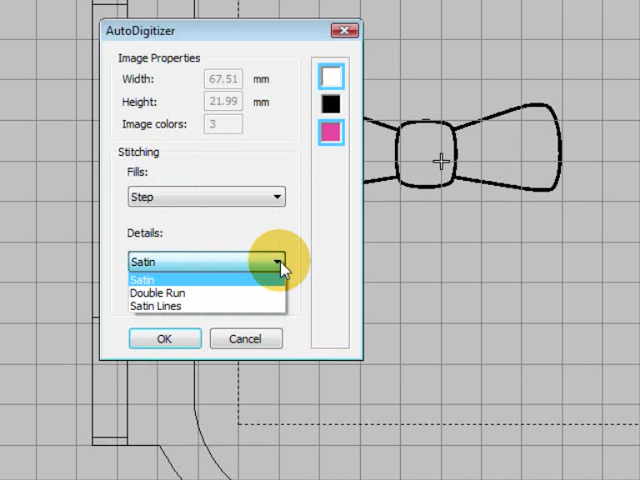 AutoDigitizer
Image Properties
Width: 67.51 mm
Height: 21.99 mm
Image colors: 3
Stitching
Fills:
Step
Details:
Satin
Satin
Double Run
Satin Lines
OK Cancel